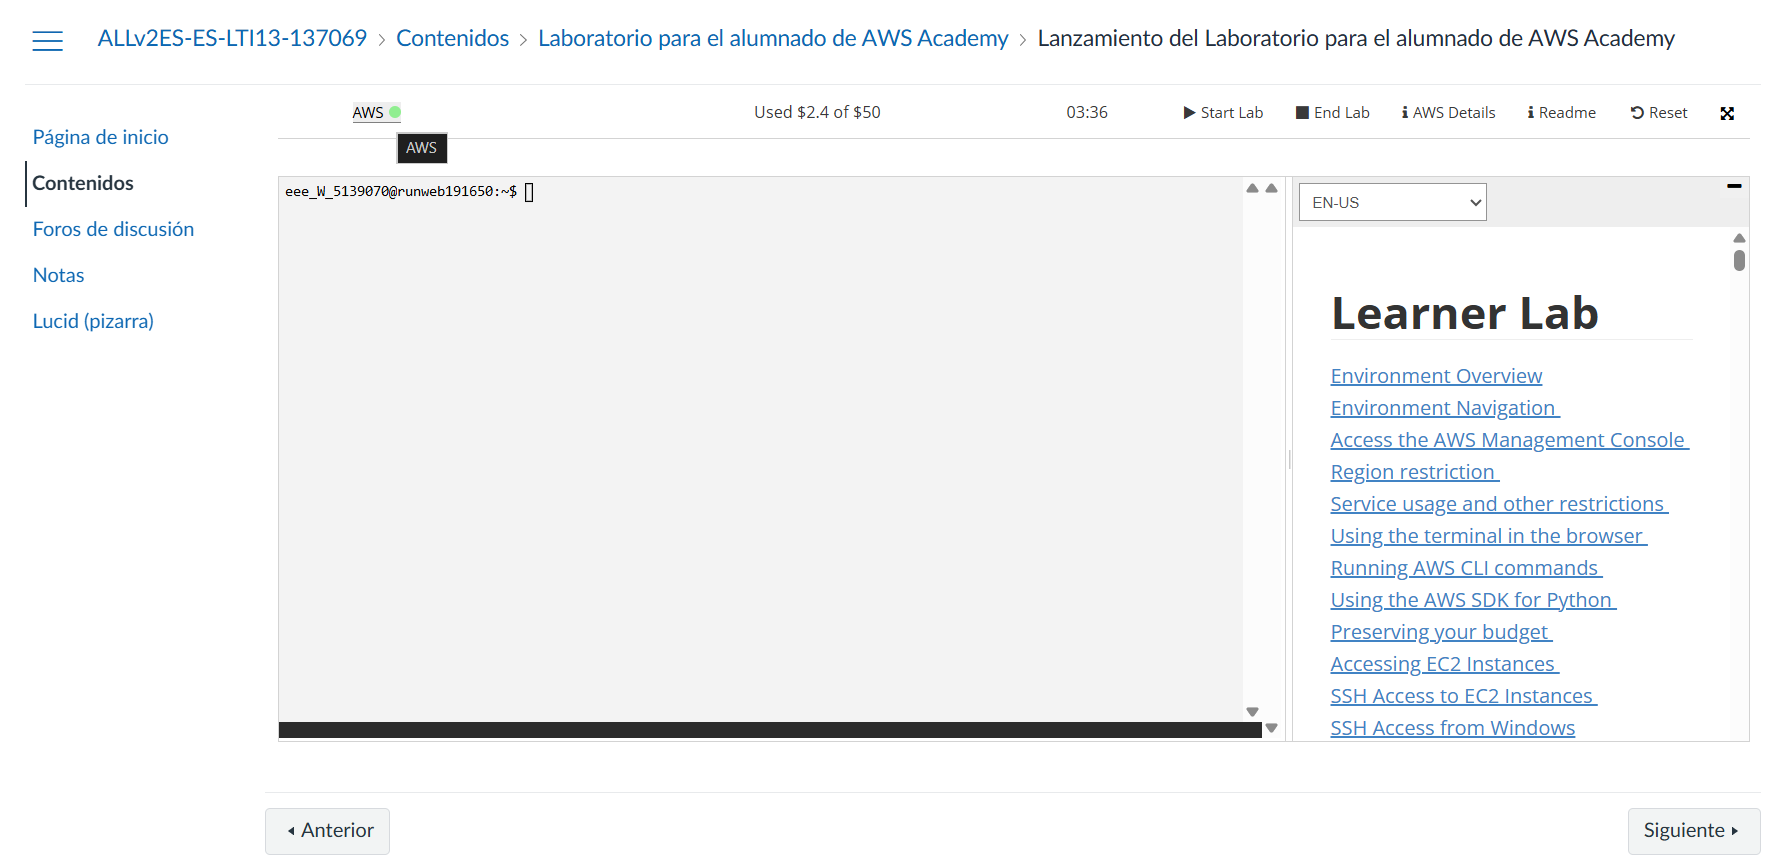 ALLv2ES-ES-LTI13-137069 > Contenidos > Laboratorio para el alumnado de AWS Academy > Lanzamiento del Laboratorio para el alumnado de AWS Academy
Página de inicio
Contenidos
Foros de discusión
Notas
Lucid (pizarra)
AWS Used $2.4 of $50 03:36 Start Lab End Lab AWS Details Readme Reset
AWS
eee_W_5139070@runweb191650:~$
EN-US
Learner Lab
Environment Overview
Environment Navigation
Access the AWS Management Console
Region restriction
Service usage and other restrictions
Using the terminal in the browser
Running AWS CLI commands
Using the AWS SDK for Python
Preserving your budget
Accessing EC2 Instances
SSH Access to EC2 Instances
SSH Access from Windows
Anterior
Siguiente